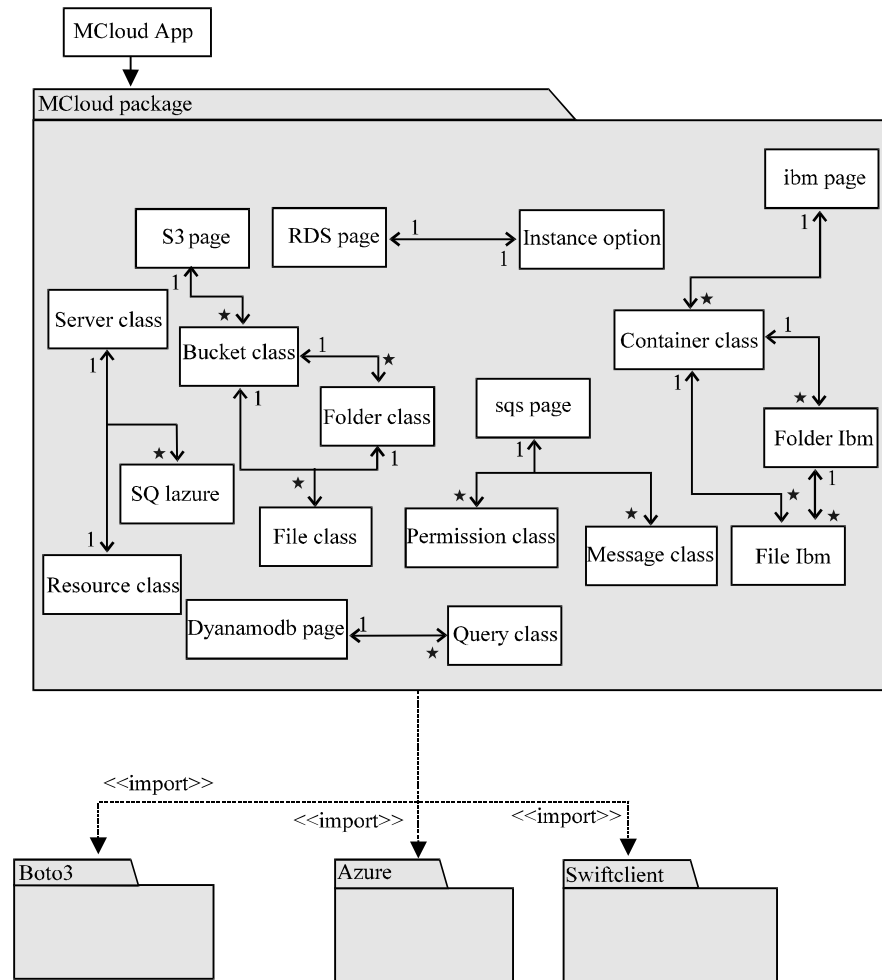 MCloud App
MCloud package
ibm page
S3 page
RDS page
1
1
Instance option
1
1
★
Server class
★
Bucket class
1
★
Container class
1
1
1
1
★
Folder class
sqs page
★
Folder Ibm
1
1
★
SQ lazure
★
★
★
1
★
1
File class
Permission class
★
Message class
File Ibm
Resource class
Dyanamodb page
1
★
Query class
<<import>>
<<import>>
<<import>>
Boto3
Azure
Swiftclient